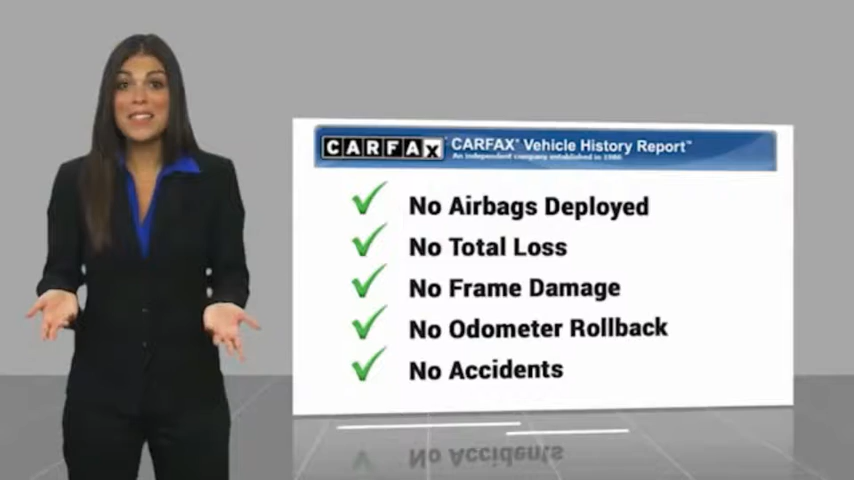 CARFAX
CARFAX™ Vehicle History Report™
An independent company established in 1986
No Airbags Deployed
No Total Loss
No Frame Damage
No Odometer Rollback
No Accidents
No Accidents